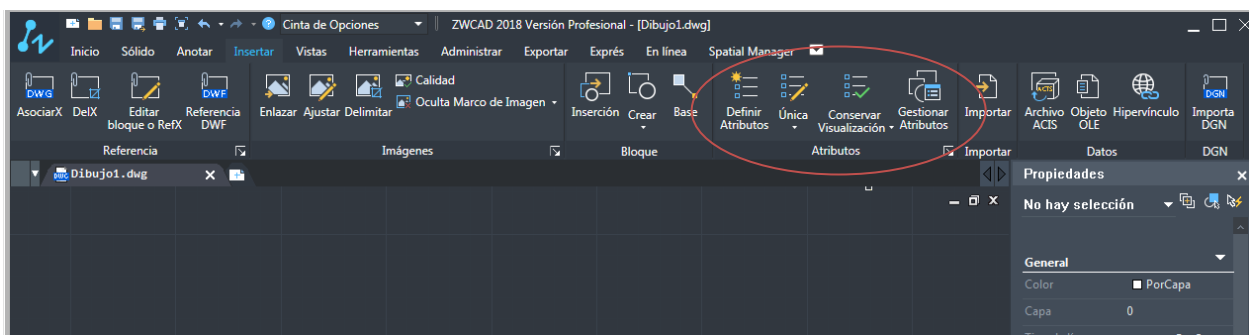 Cinta de Opciones ZWCAD 2018 Versión Profesional - [Dibujo1.dwg]
Inicio Sólido Anotar Insertar Vistas Herramientas Administrar Exportar Exprés En línea Spatial Manager
DWG DWF Calidad ACIS DGN
Oculta Marco de Imagen
AsociarX DelX Editar Referencia Enlazar Ajustar Delimitar Inserción Crear Base Definir Única Conservar Gestionar Importar Archivo Objeto Hipervínculo Importa
bloque o RefX DWF Atributos Visualización Atributos ACIS OLE DGN
Referencia Imágenes Bloque Atributos Importar Datos DGN
Dibujo1.dwg Propiedades
No hay selección
General
Color PorCapa
Capa 0